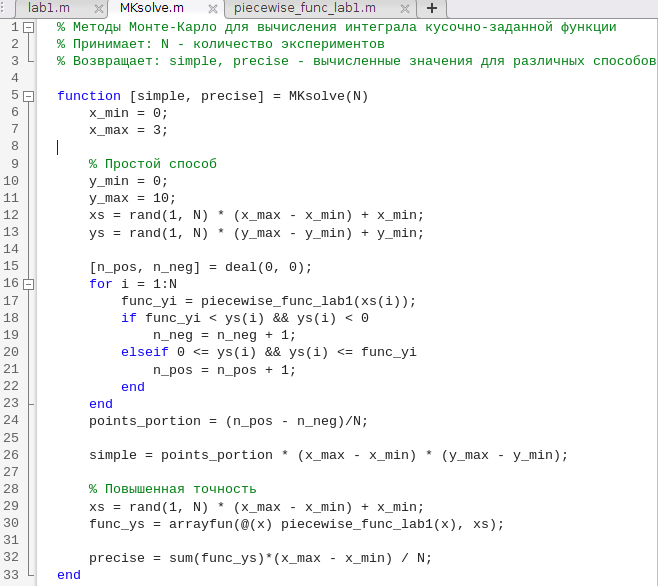 lab1.m MKsolve.m piecewise_func_lab1.m
1 % Методы Монте-Карло для вычисления интеграла кусочно-заданной функции
2 % Принимает: N - количество экспериментов
3 % Возвращает: simple, precise - вычисленные значения для различных способов
4
5 function [simple, precise] = MKsolve(N)
6 x_min = 0;
7 x_max = 3;
8
9 % Простой способ
10 y_min = 0;
11 y_max = 10;
12 xs = rand(1, N) * (x_max - x_min) + x_min;
13 ys = rand(1, N) * (y_max - y_min) + y_min;
14
15 [n_pos, n_neg] = deal(0, 0);
16 for i = 1:N
17 func_yi = piecewise_func_lab1(xs(i));
18 if func_yi < ys(i) && ys(i) < 0
19 n_neg = n_neg + 1;
20 elseif 0 <= ys(i) && ys(i) <= func_yi
21 n_pos = n_pos + 1;
22 end
23 end
24 points_portion = (n_pos - n_neg)/N;
25
26 simple = points_portion * (x_max - x_min) * (y_max - y_min);
27
28 % Повышенная точность
29 xs = rand(1, N) * (x_max - x_min) + x_min;
30 func_ys = arrayfun(@(x) piecewise_func_lab1(x), xs);
31
32 precise = sum(func_ys)*(x_max - x_min) / N;
33 end